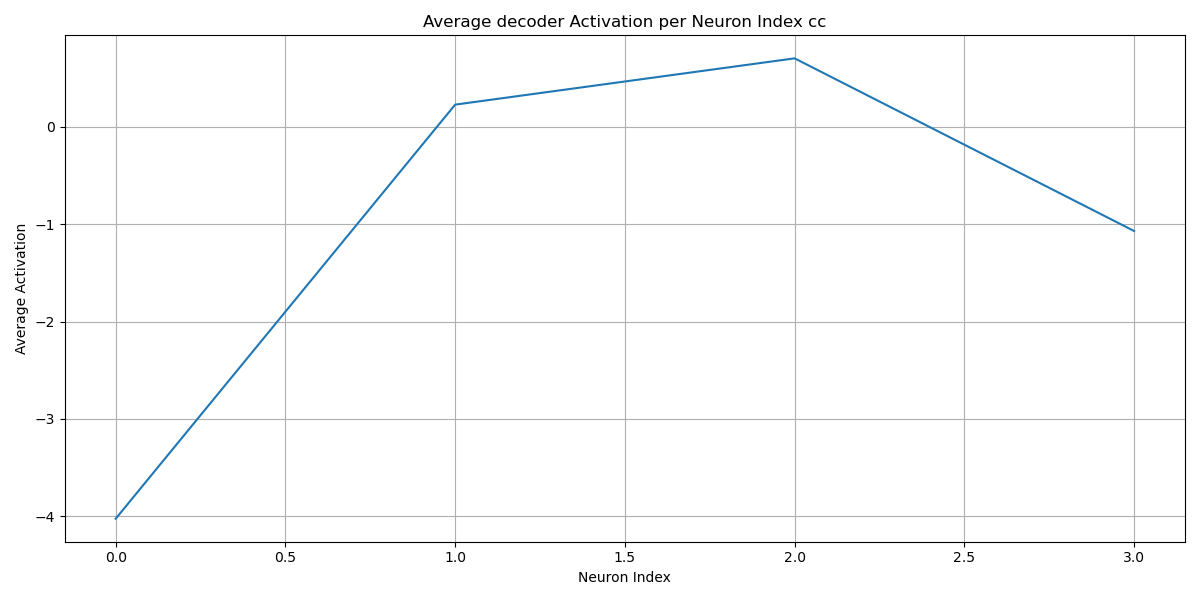 Average decoder Activation per Neuron Index cc
Average Activation
0
−1
−2
−3
−4
0.0 0.5 1.0 1.5 2.0 2.5 3.0
Neuron Index